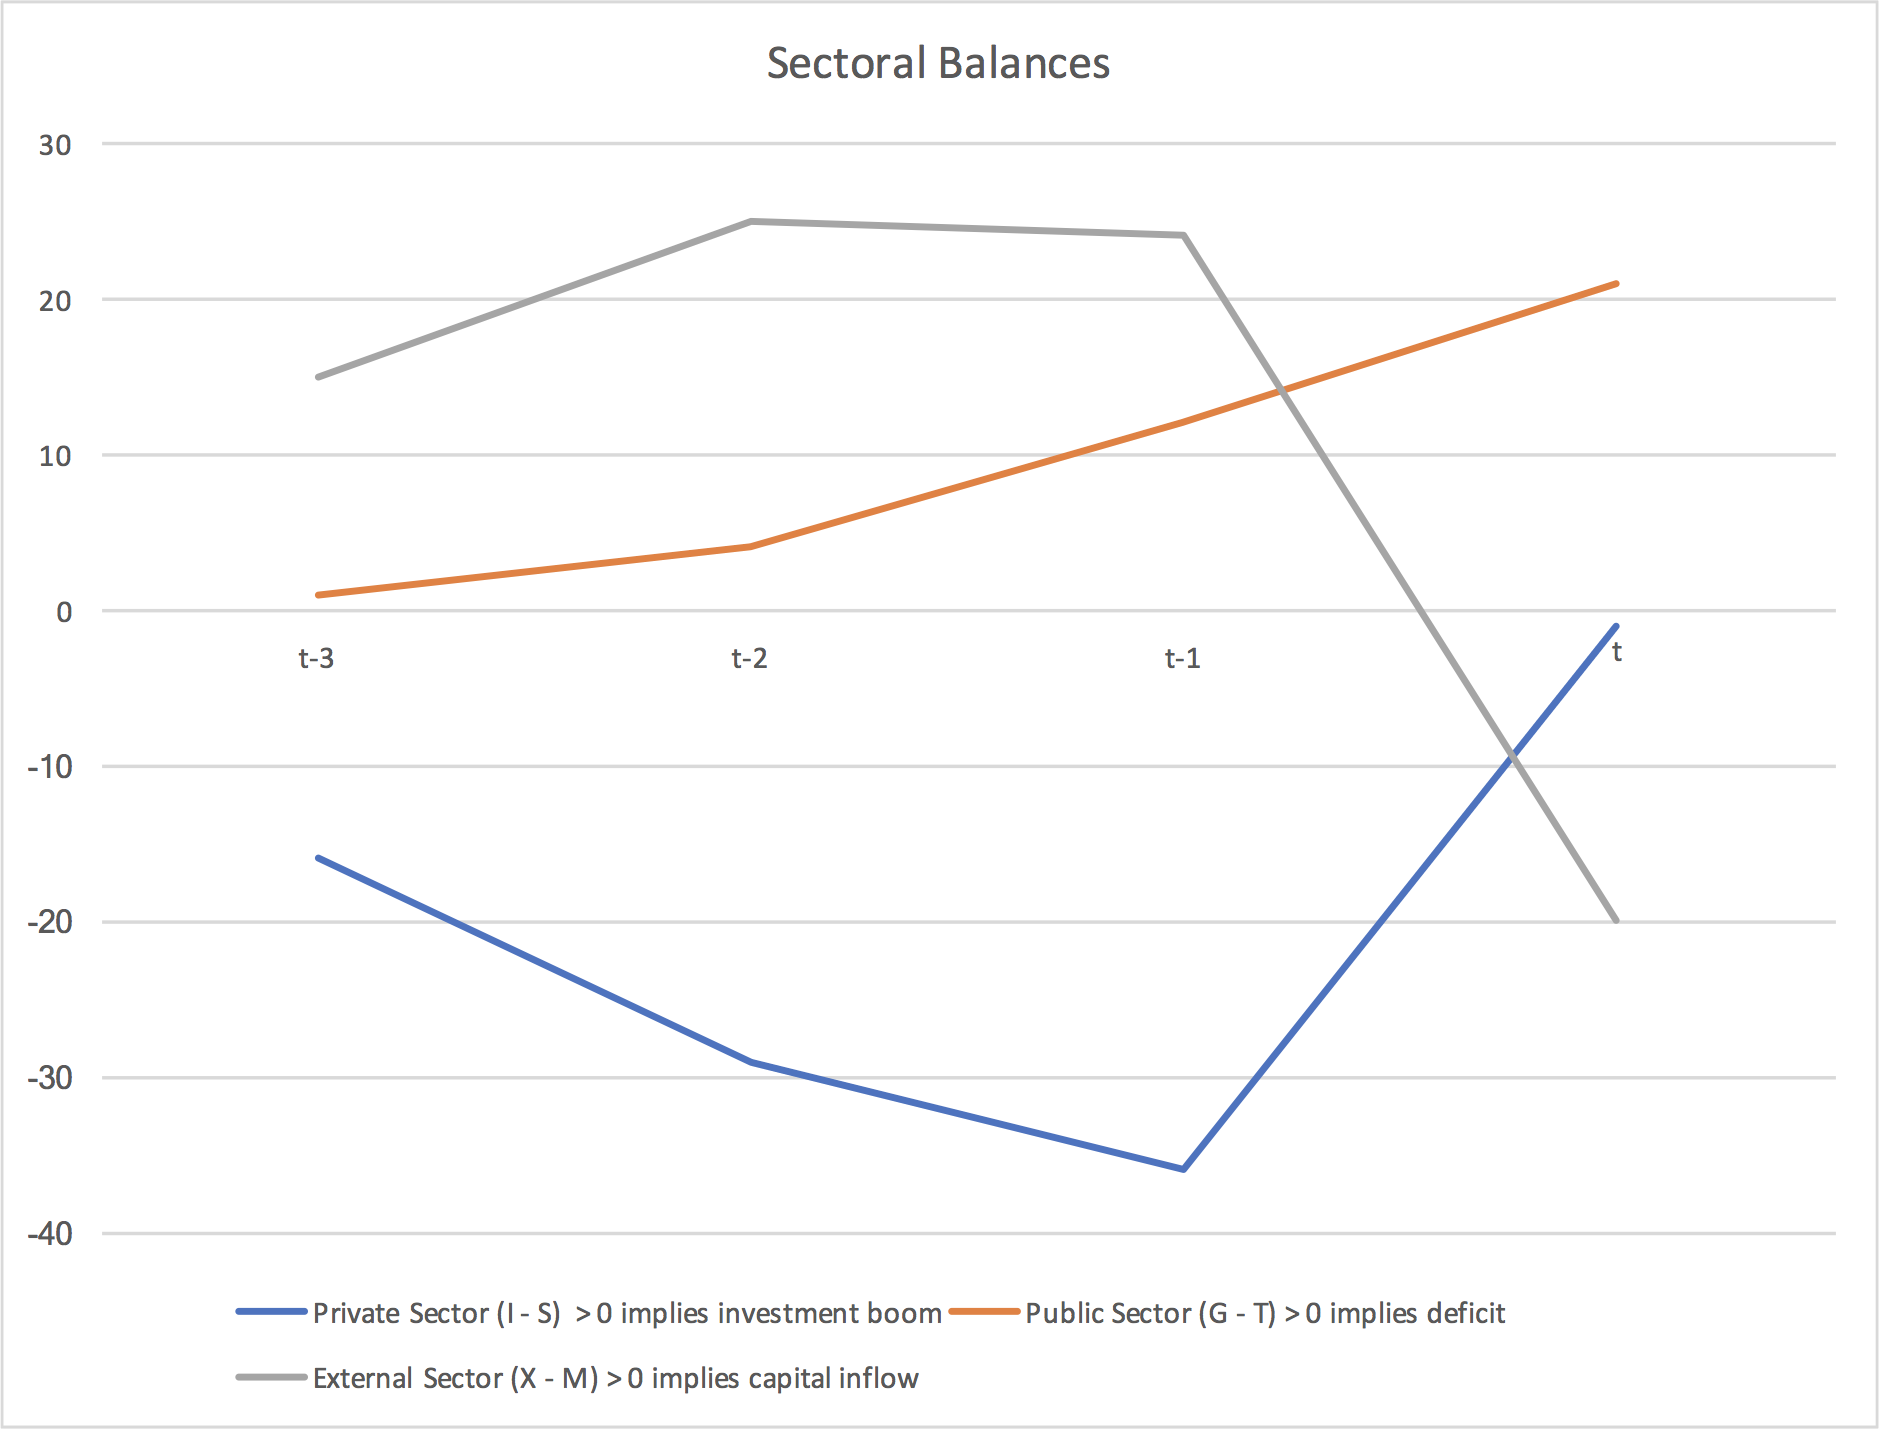 Sectoral Balances
30
20
10
0
t-3 t-2 t-1 t
-10
-20
-30
-40
Private Sector (I - S)  > 0 implies investment boom Public Sector (G - T) > 0 implies deficit
External Sector (X - M) > 0 implies capital inflow